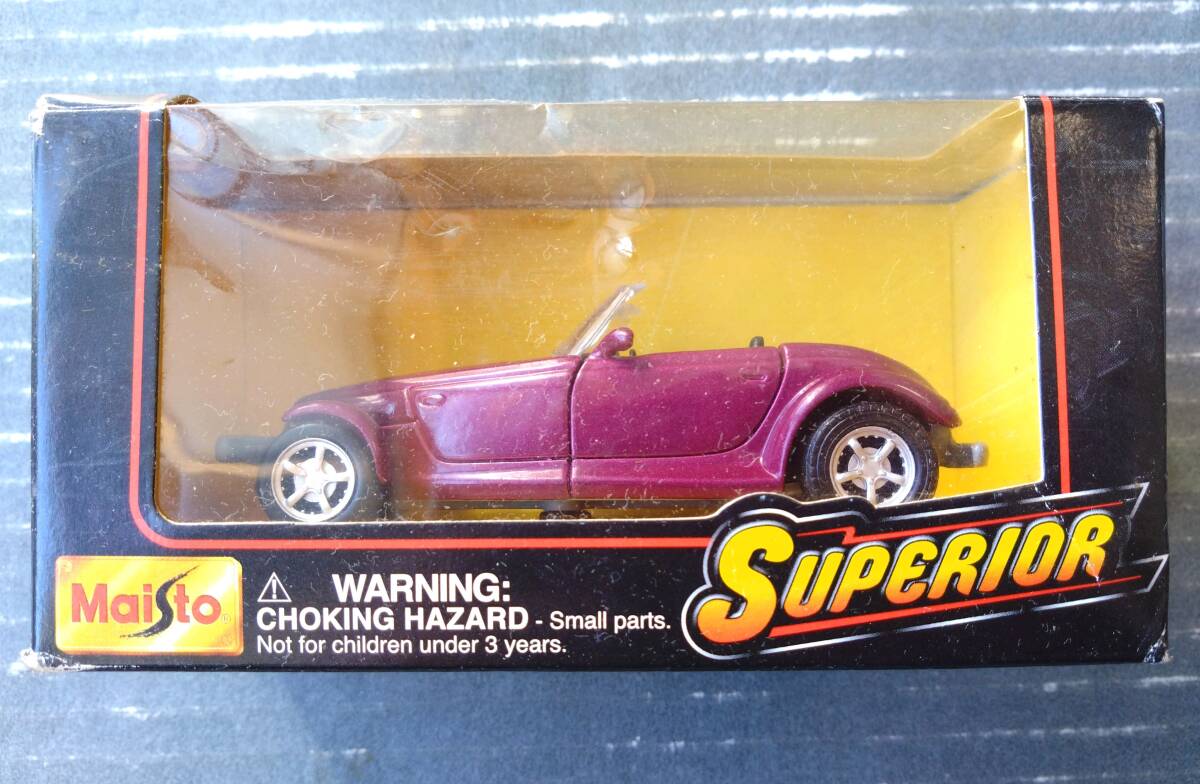 Maisto®
⚠ WARNING:
CHOKING HAZARD - Small parts.
Not for children under 3 years.
SUPERIOR